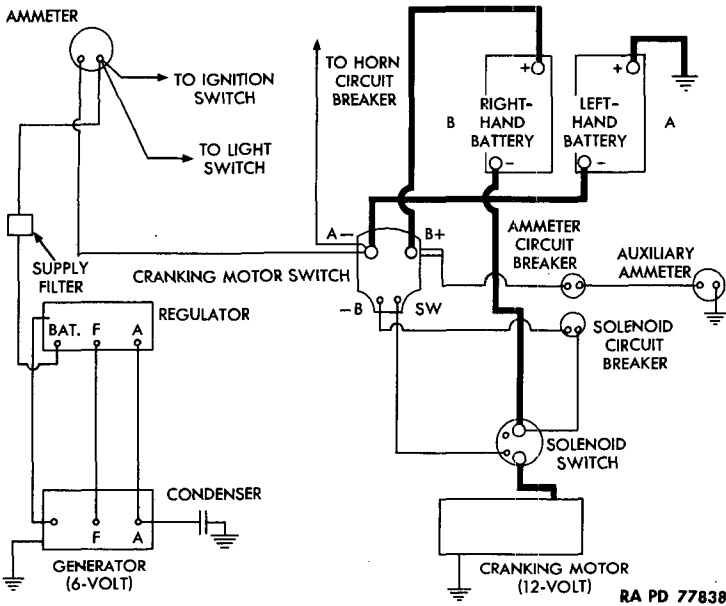 AMMETER
TO IGNITION
SWITCH
TO LIGHT
SWITCH
TO HORN
CIRCUIT
BREAKER
+
+
RIGHT-
HAND
BATTERY
B
LEFT-
HAND
BATTERY
A
-
-
A-
B+
AMMETER
CIRCUIT
BREAKER
AUXILIARY
AMMETER
SUPPLY
FILTER
CRANKING MOTOR SWITCH
-B
SW
SOLENOID
CIRCUIT
BREAKER
REGULATOR
BAT. F A
SOLENOID
SWITCH
CONDENSER
F A
GENERATOR
(6-VOLT)
CRANKING MOTOR
(12-VOLT)
RA PD 77838